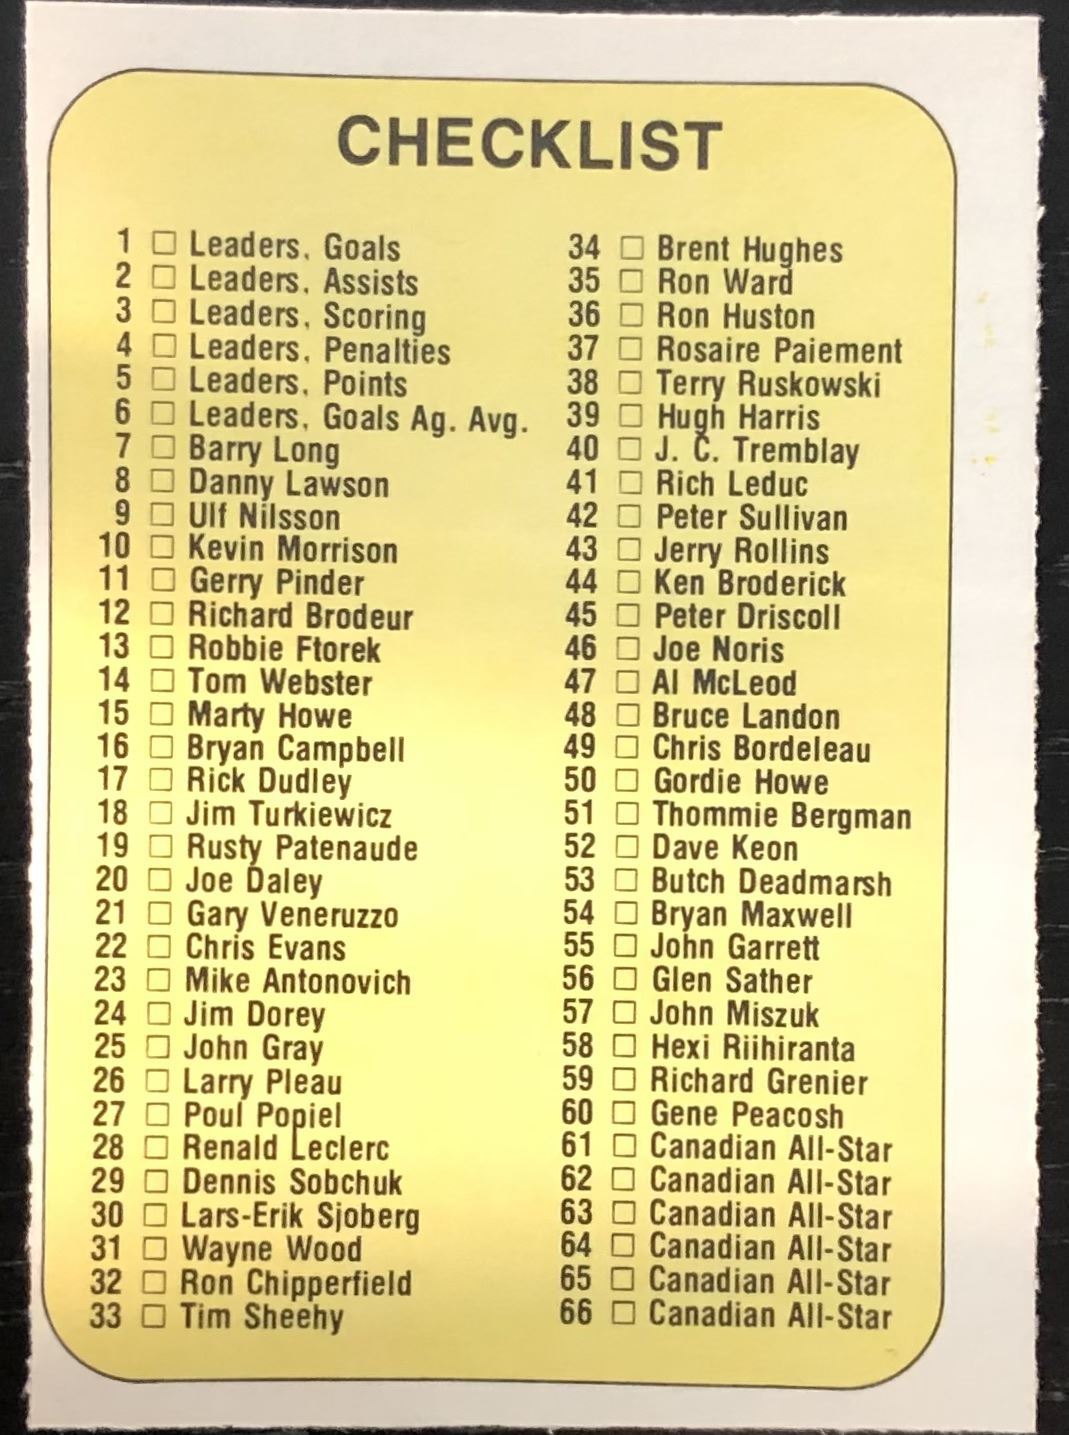 CHECKLIST
1 □ Leaders, Goals
2 □ Leaders, Assists
3 □ Leaders, Scoring
4 □ Leaders, Penalties
5 □ Leaders, Points
6 □ Leaders, Goals Ag. Avg.
7 □ Barry Long
8 □ Danny Lawson
9 □ Ulf Nilsson
10 □ Kevin Morrison
11 □ Gerry Pinder
12 □ Richard Brodeur
13 □ Robbie Ftorek
14 □ Tom Webster
15 □ Marty Howe
16 □ Bryan Campbell
17 □ Rick Dudley
18 □ Jim Turkiewicz
19 □ Rusty Patenaude
20 □ Joe Daley
21 □ Gary Veneruzzo
22 □ Chris Evans
23 □ Mike Antonovich
24 □ Jim Dorey
25 □ John Gray
26 □ Larry Pleau
27 □ Poul Popiel
28 □ Renald Leclerc
29 □ Dennis Sobchuk
30 □ Lars-Erik Sjoberg
31 □ Wayne Wood
32 □ Ron Chipperfield
33 □ Tim Sheehy
34 □ Brent Hughes
35 □ Ron Ward
36 □ Ron Huston
37 □ Rosaire Paiement
38 □ Terry Ruskowski
39 □ Hugh Harris
40 □ J. C. Tremblay
41 □ Rich Leduc
42 □ Peter Sullivan
43 □ Jerry Rollins
44 □ Ken Broderick
45 □ Peter Driscoll
46 □ Joe Noris
47 □ Al McLeod
48 □ Bruce Landon
49 □ Chris Bordeleau
50 □ Gordie Howe
51 □ Thommie Bergman
52 □ Dave Keon
53 □ Butch Deadmarsh
54 □ Bryan Maxwell
55 □ John Garrett
56 □ Glen Sather
57 □ John Miszuk
58 □ Hexi Riihiranta
59 □ Richard Grenier
60 □ Gene Peacosh
61 □ Canadian All-Star
62 □ Canadian All-Star
63 □ Canadian All-Star
64 □ Canadian All-Star
65 □ Canadian All-Star
66 □ Canadian All-Star